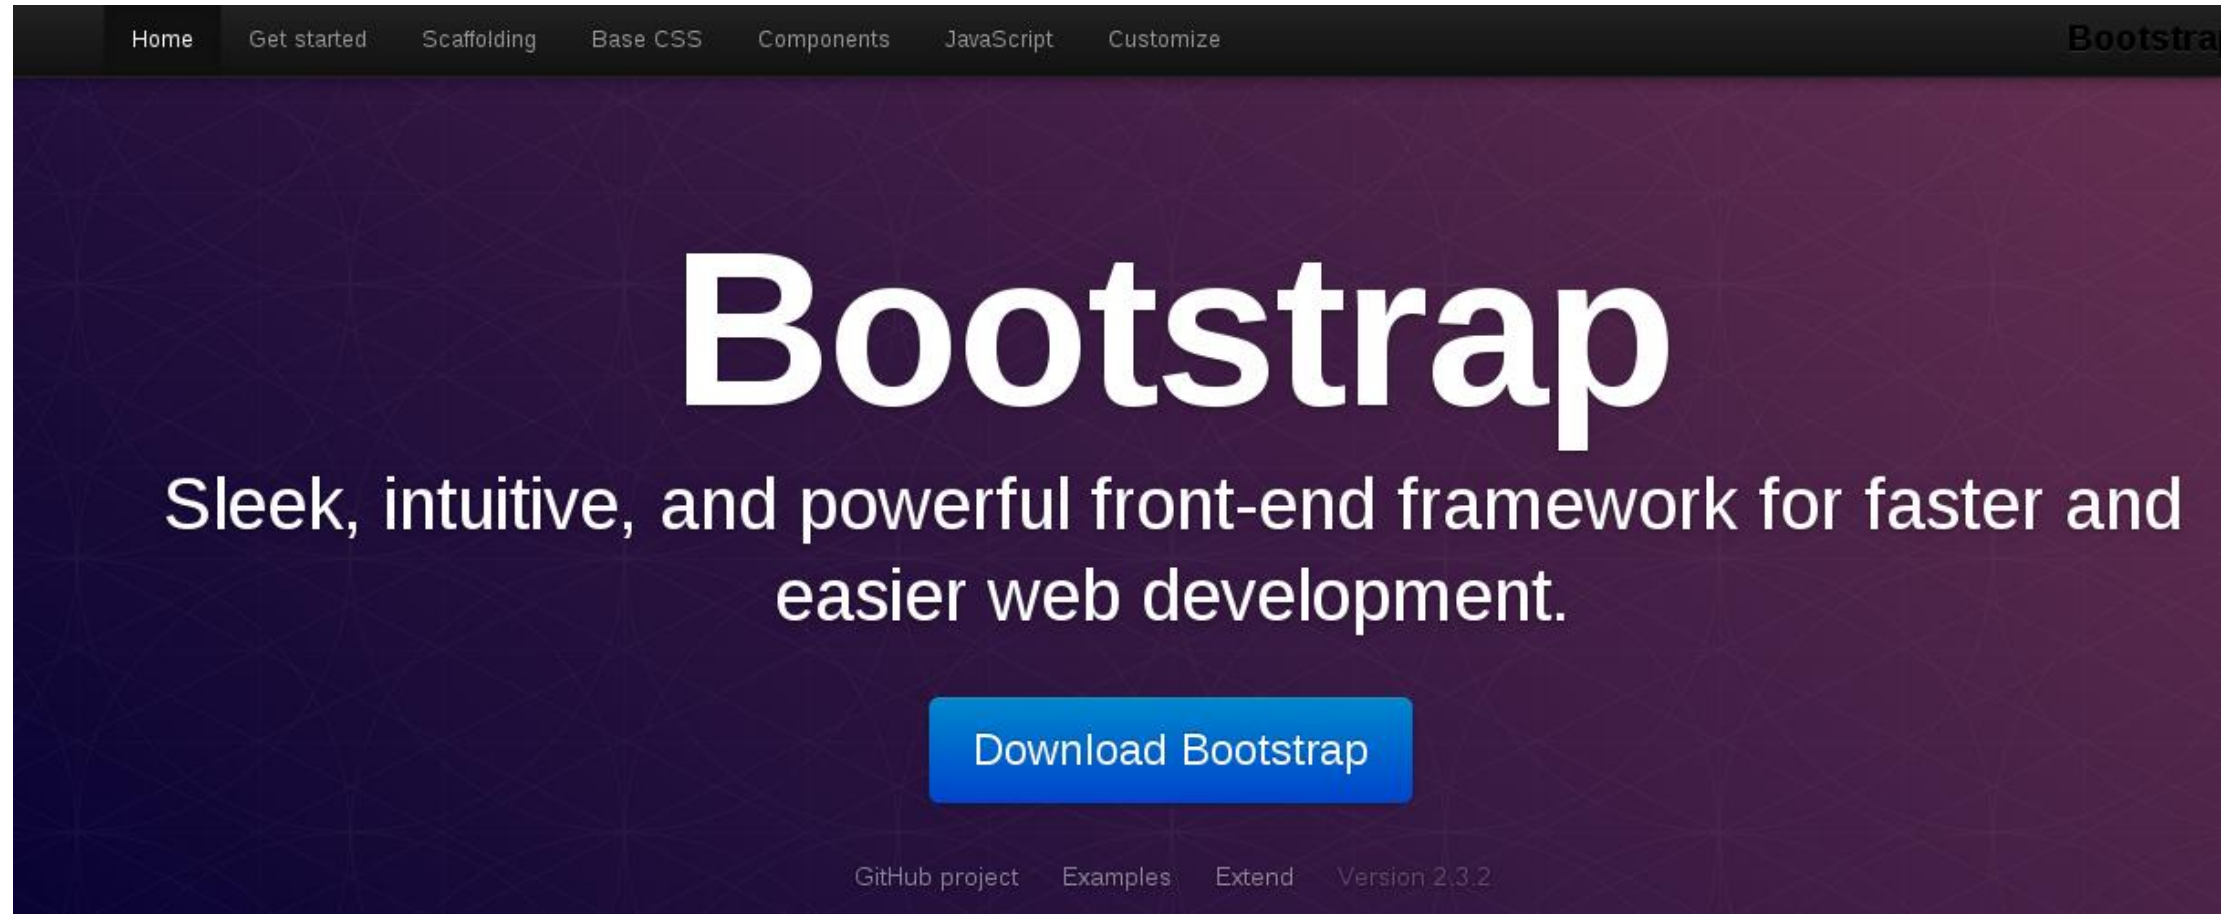 Home Get started Scaffolding Base CSS Components JavaScript Customize Bootstrap
Bootstrap
Sleek, intuitive, and powerful front-end framework for faster and
easier web development.
Download Bootstrap
GitHub project Examples Extend Version 2.3.2